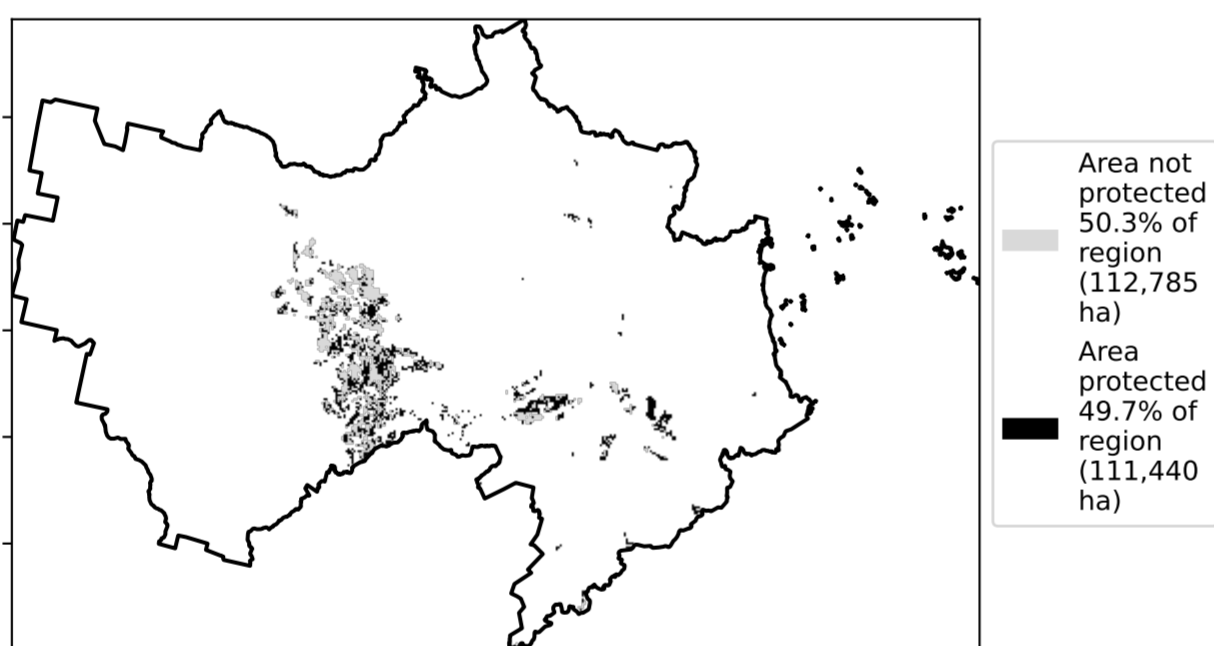 Area not
protected
50.3% of
region
(112,785
ha)
Area
protected
49.7% of
region
(111,440
ha)